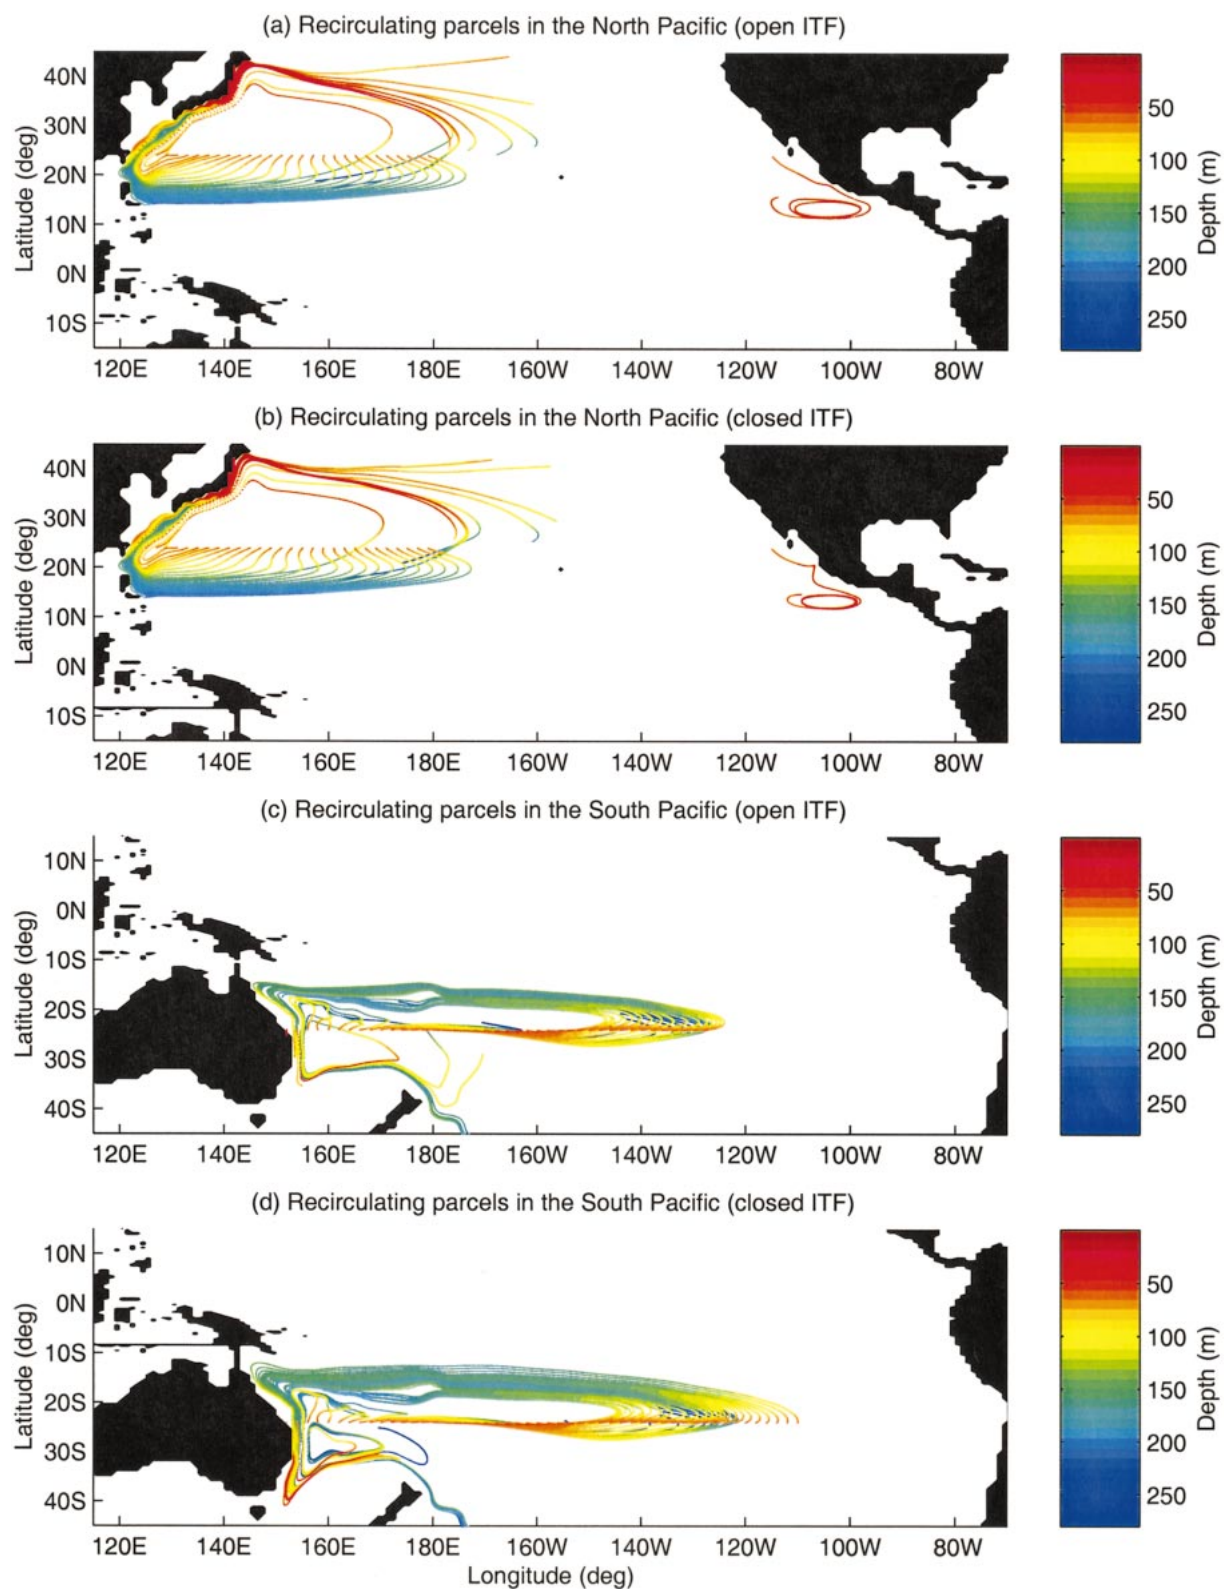 (a) Recirculating parcels in the North Pacific (open ITF)
40N
30N
20N
10N
0N
10S
Latitude (deg)
120E 140E 160E 180E 160W 140W 120W 100W 80W
50
100
150
200
250
Depth (m)
(b) Recirculating parcels in the North Pacific (closed ITF)
40N
30N
20N
10N
0N
10S
Latitude (deg)
120E 140E 160E 180E 160W 140W 120W 100W 80W
50
100
150
200
250
Depth (m)
(c) Recirculating parcels in the South Pacific (open ITF)
10N
0N
10S
20S
30S
40S
Latitude (deg)
120E 140E 160E 180E 160W 140W 120W 100W 80W
50
100
150
200
250
Depth (m)
(d) Recirculating parcels in the South Pacific (closed ITF)
10N
0N
10S
20S
30S
40S
Latitude (deg)
120E 140E 160E 180E 160W 140W 120W 100W 80W
Longitude (deg)
50
100
150
200
250
Depth (m)